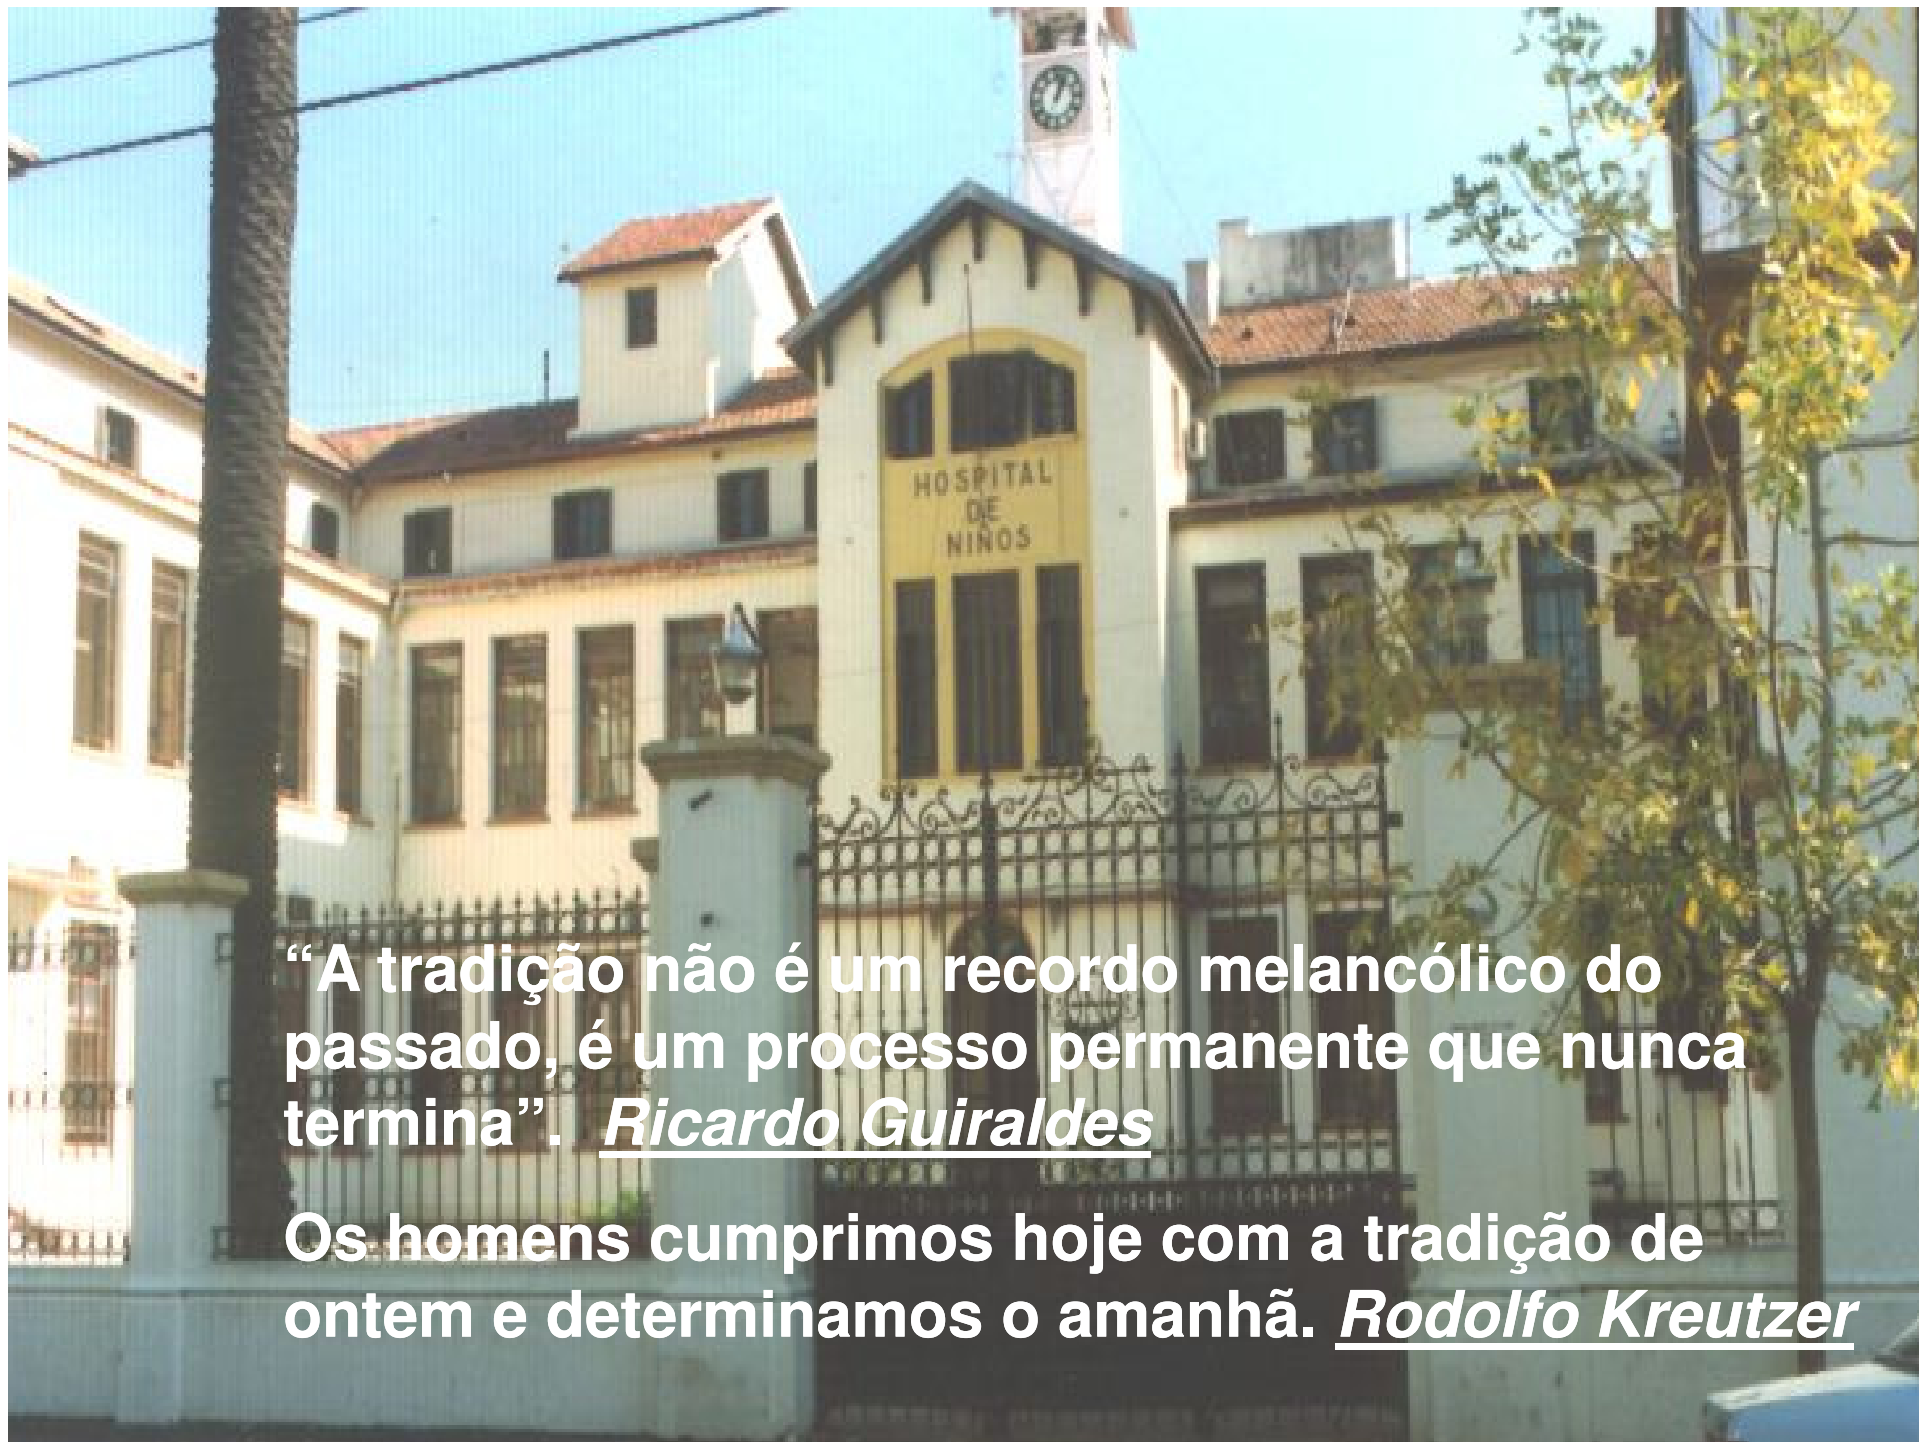 HOSPITAL
DE
NIÑOS
“A tradição não é um recordo melancólico do
passado, é um processo permanente que nunca
termina”. Ricardo Guiraldes
Os homens cumprimos hoje com a tradição de
ontem e determinamos o amanhã. Rodolfo Kreutzer